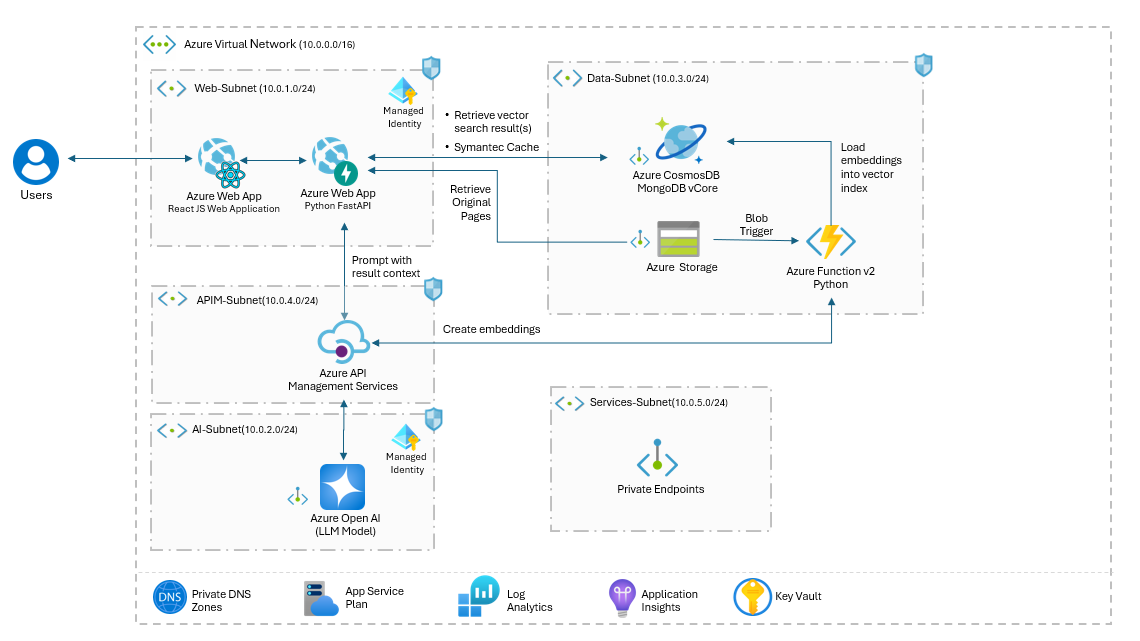 Azure Virtual Network (10.0.0.0/16)
Web-Subnet (10.0.1.0/24)
Managed
Identity
Users
Azure Web App
React JS Web Application
Azure Web App
Python FastAPI
• Retrieve vector
search result(s)
• Symantec Cache
Retrieve
Original
Pages
Data-Subnet (10.0.3.0/24)
Azure CosmosDB
MongoDB vCore
Load
embeddings
into vector
index
Azure Storage
Blob
Trigger
Azure Function v2
Python
Prompt with
result context
APIM-Subnet(10.0.4.0/24)
Azure API
Management Services
Create embeddings
AI-Subnet(10.0.2.0/24)
Managed
Identity
Azure Open AI
(LLM Model)
Services-Subnet(10.0.5.0/24)
Private Endpoints
DNS
Private DNS
Zones
App Service
Plan
Log
Analytics
Application
Insights
Key Vault